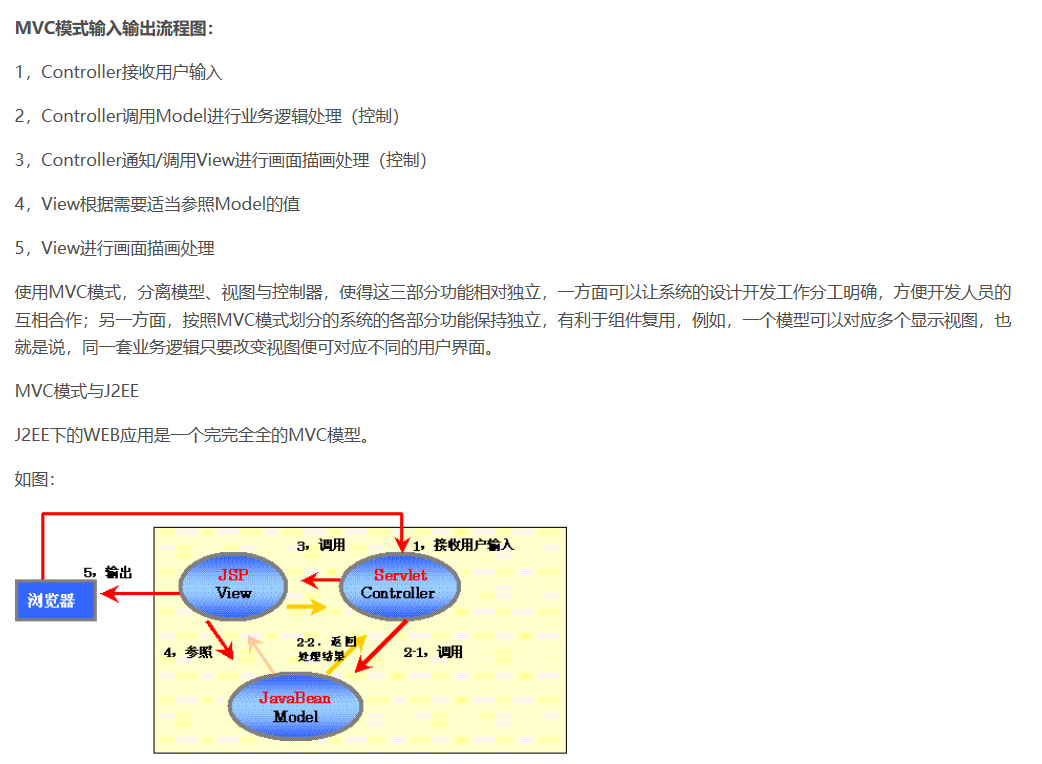 MVC模式输入输出流程图：
1，Controller接收用户输入
2，Controller调用Model进行业务逻辑处理（控制）
3，Controller通知/调用View进行画面描画处理（控制）
4，View根据需要适当参照Model的值
5，View进行画面描画处理
使用MVC模式，分离模型、视图与控制器，使得这三部分功能相对独立，一方面可以让系统的设计开发工作分工明确，方便开发人员的
互相合作；另一方面，按照MVC模式划分的系统的各部分功能保持独立，有利于组件复用，例如，一个模型可以对应多个显示视图，也
就是说，同一套业务逻辑只要改变视图便可对应不同的用户界面。
MVC模式与J2EE
J2EE下的WEB应用是一个完完全全的MVC模型。
如图：
3，调用
1，接收用户输入
5，输出
JSP
View
Servlet
Controller
浏览器
4，参照
2-2．返回
处理结果
2-1，调用
JavaBean
Model